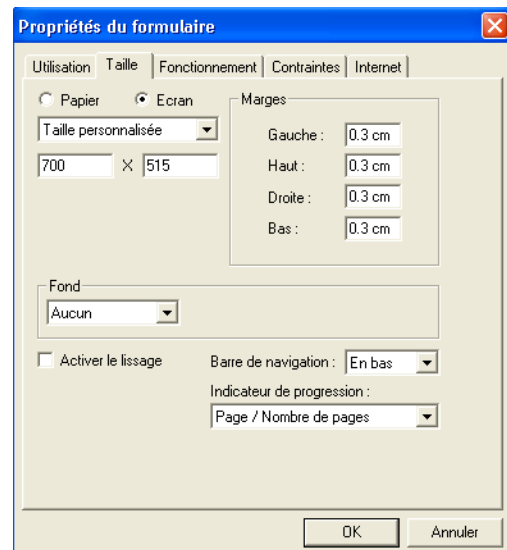 Propriétés du formulaire
Utilisation Taille Fonctionnement Contraintes Internet
Papier Ecran
Taille personnalisée
700 X 515
Marges
Gauche : 0.3 cm
Haut : 0.3 cm
Droite : 0.3 cm
Bas : 0.3 cm
Fond
Aucun
Activer le lissage
Barre de navigation : En bas
Indicateur de progression :
Page / Nombre de pages
OK Annuler